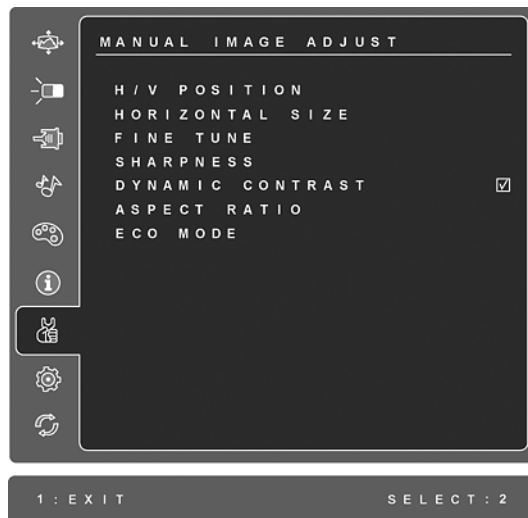 MANUAL IMAGE ADJUST
H/V POSITION
HORIZONTAL SIZE
FINE TUNE
SHARPNESS
DYNAMIC CONTRAST
ASPECT RATIO
ECO MODE
1:EXIT SELECT:2